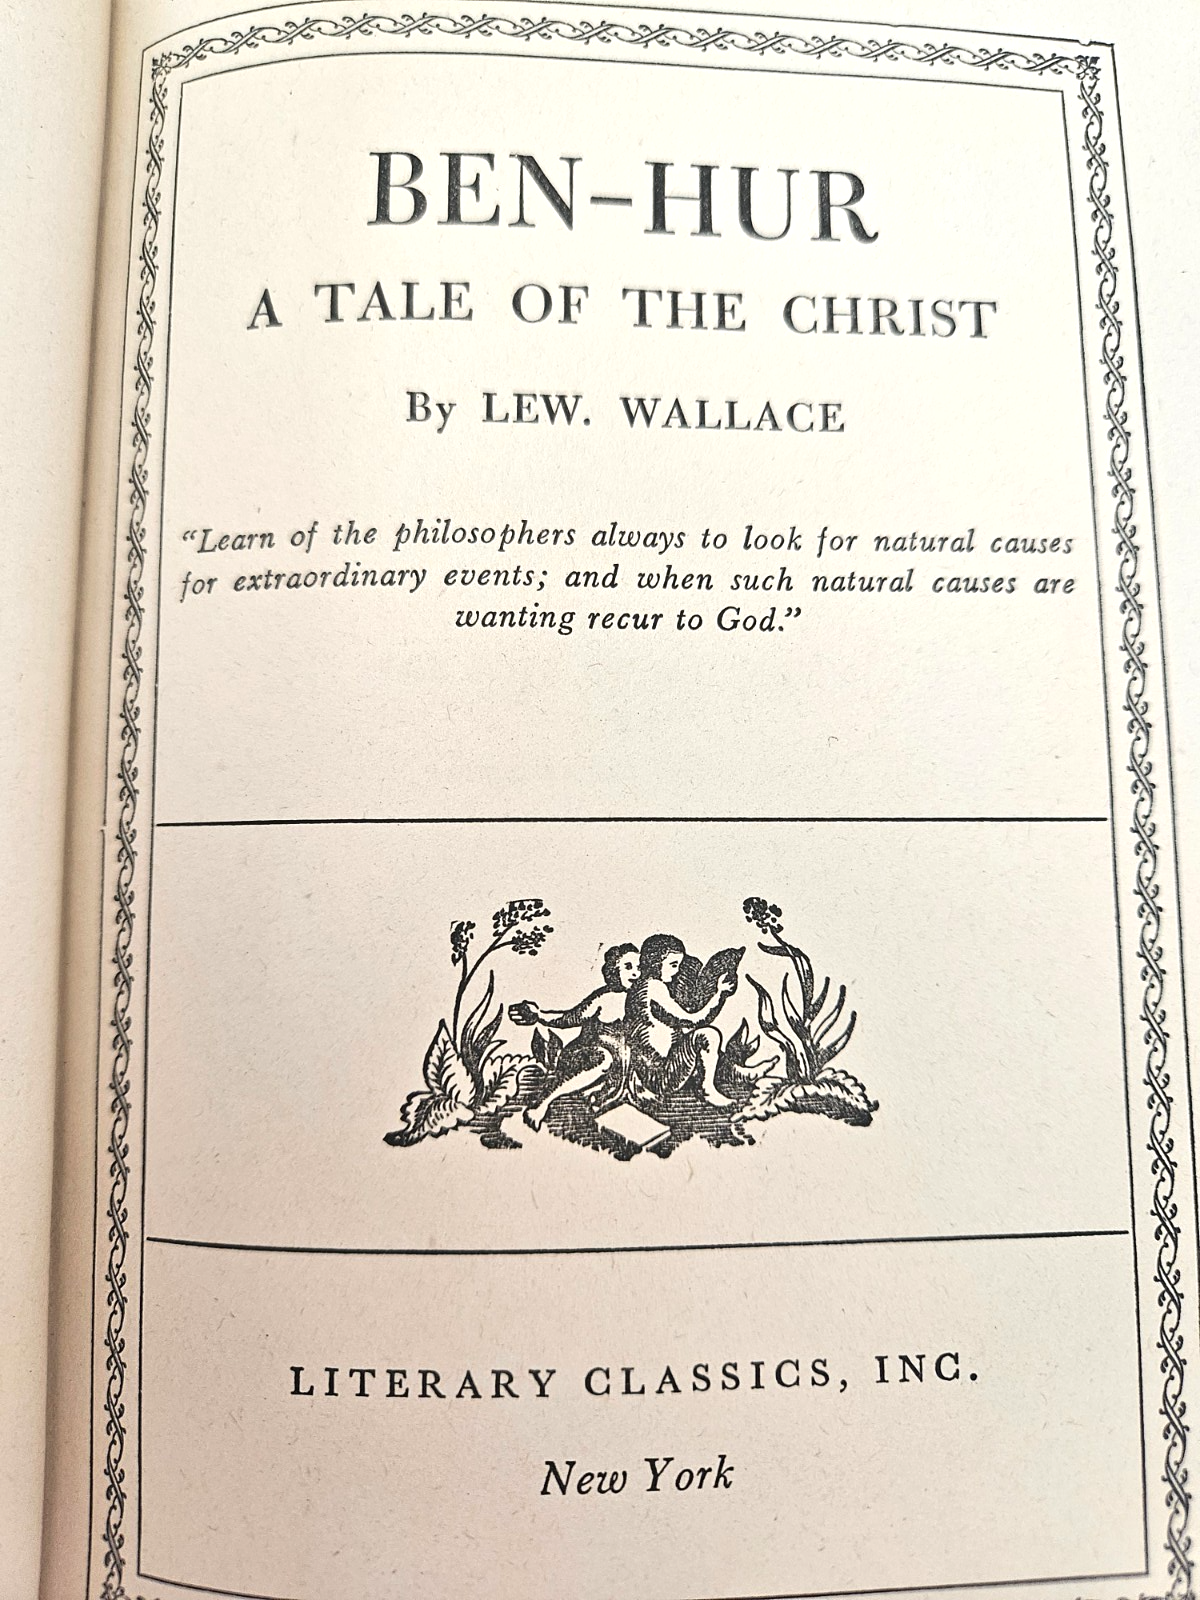 BEN-HUR
A TALE OF THE CHRIST
By LEW. WALLACE
“Learn of the philosophers always to look for natural causes
for extraordinary events; and when such natural causes are
wanting recur to God.”
LITERARY CLASSICS, INC.
New York